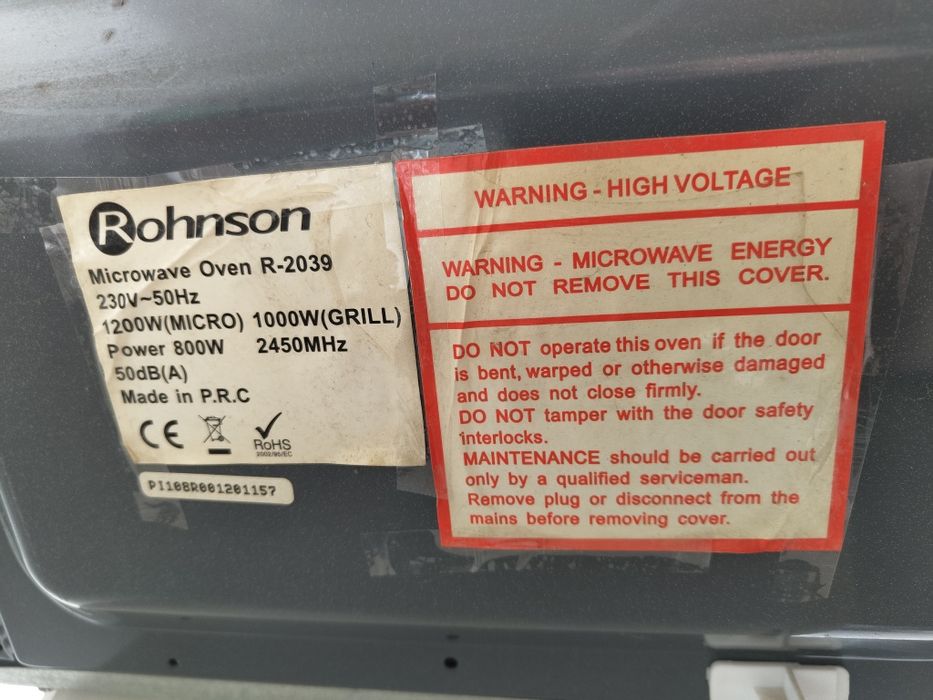 Rohnson
Microwave Oven R-2039
230V~50Hz
1200W(MICRO) 1000W(GRILL)
Power 800W 2450MHz
50dB(A)
Made in P.R.C
CE
RoHS
2002/95/EC
PI108R001201157
WARNING - HIGH VOLTAGE
WARNING - MICROWAVE ENERGY
DO NOT REMOVE THIS COVER.
DO NOT operate this oven if the door
is bent, warped or otherwise damaged
and does not close firmly.
DO NOT tamper with the door safety
interlocks.
MAINTENANCE should be carried out
only by a qualified serviceman.
Remove plug or disconnect from the
mains before removing cover.